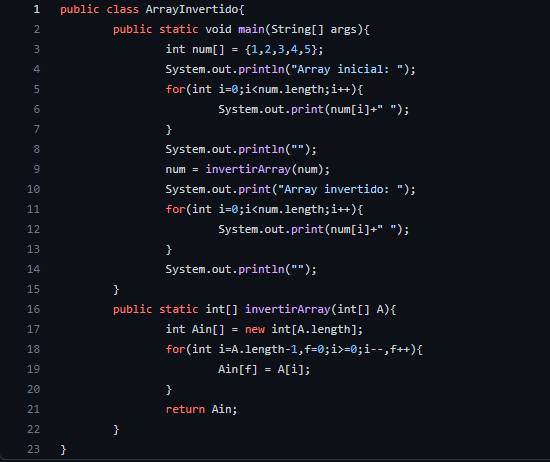 1 public class ArrayInvertido{
2 public static void main(String[] args){
3 int num[] = {1,2,3,4,5};
4 System.out.println("Array inicial: ");
5 for(int i=0;i<num.length;i++){
6 System.out.print(num[i]+" ");
7 }
8 System.out.println("");
9 num = invertirArray(num);
10 System.out.print("Array invertido: ");
11 for(int i=0;i<num.length;i++){
12 System.out.print(num[i]+" ");
13 }
14 System.out.println("");
15 }
16 public static int[] invertirArray(int[] A){
17 int Ain[] = new int[A.length];
18 for(int i=A.length-1,f=0;i>=0;i--,f++){
19 Ain[f] = A[i];
20 }
21 return Ain;
22 }
23 }